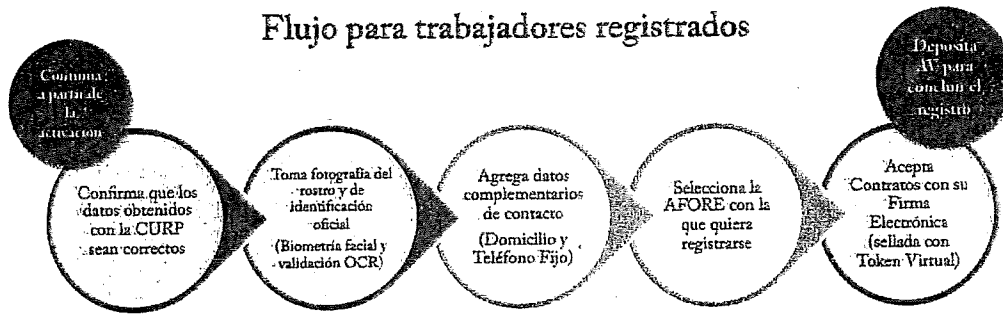 Flujo para trabajadores registrados
Continua
a partir de
la
activación
Confirma que los
datos obtenidos
con la CURP
sean correctos
Toma fotografía del
rostro y de
identificación
oficial
(Biometría facial y
validación OCR)
Agrega datos
complementarios
de contacto
(Domicilio y
Teléfono Fijo)
Selecciona la
AFORE con la
que quiera
registrarse
Deposita
AV para
concluir el
registro
Acepta
Contratos con su
Firma
Electrónica
(sellada con
Token Virtual)